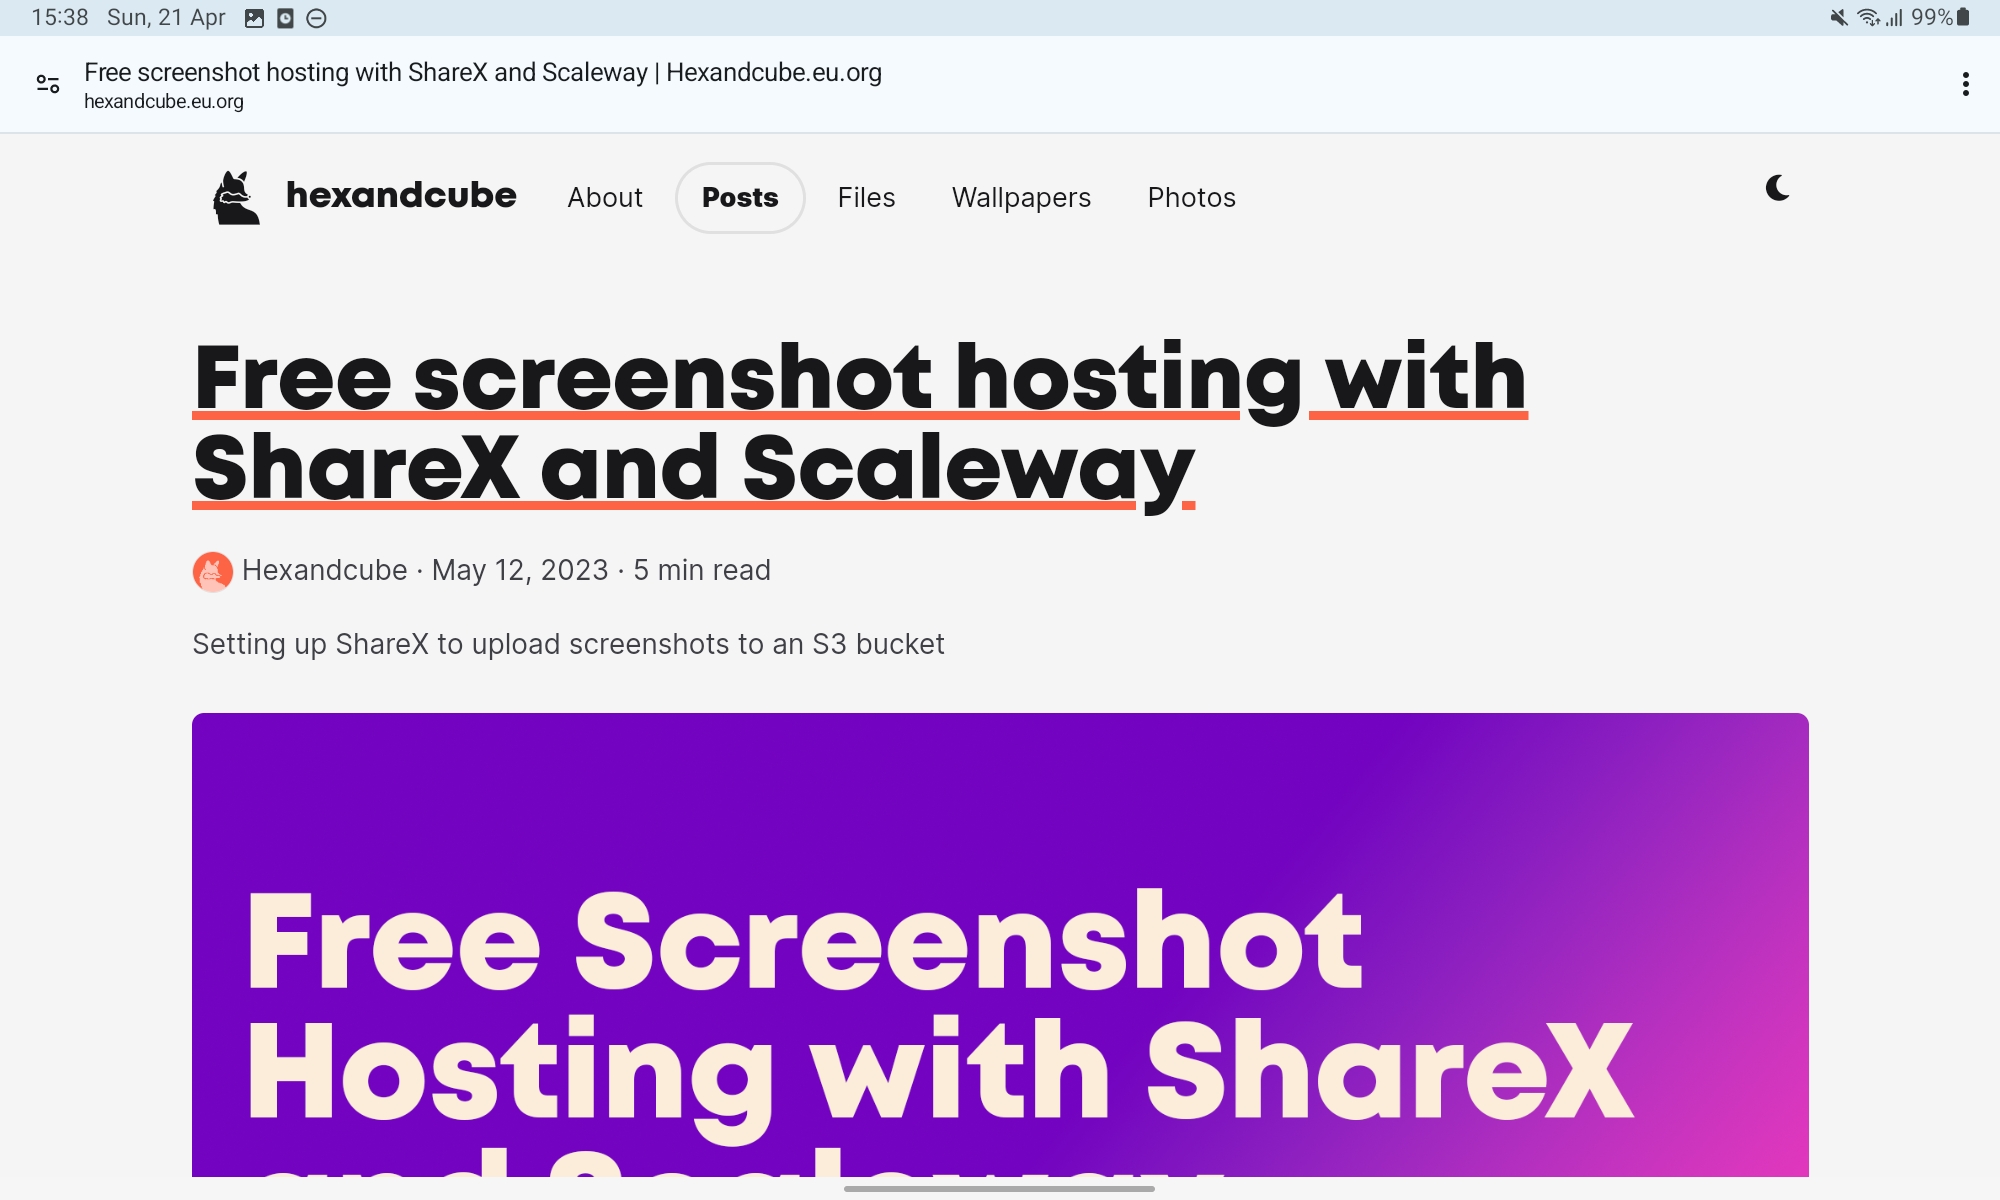 15:38 Sun, 21 Apr 99%
Free screenshot hosting with ShareX and Scaleway | Hexandcube.eu.org
hexandcube.eu.org
hexandcube About Posts Files Wallpapers Photos
Free screenshot hosting with
ShareX and Scaleway
Hexandcube · May 12, 2023 · 5 min read
Setting up ShareX to upload screenshots to an S3 bucket
Free Screenshot
Hosting with ShareX
and Scaleway